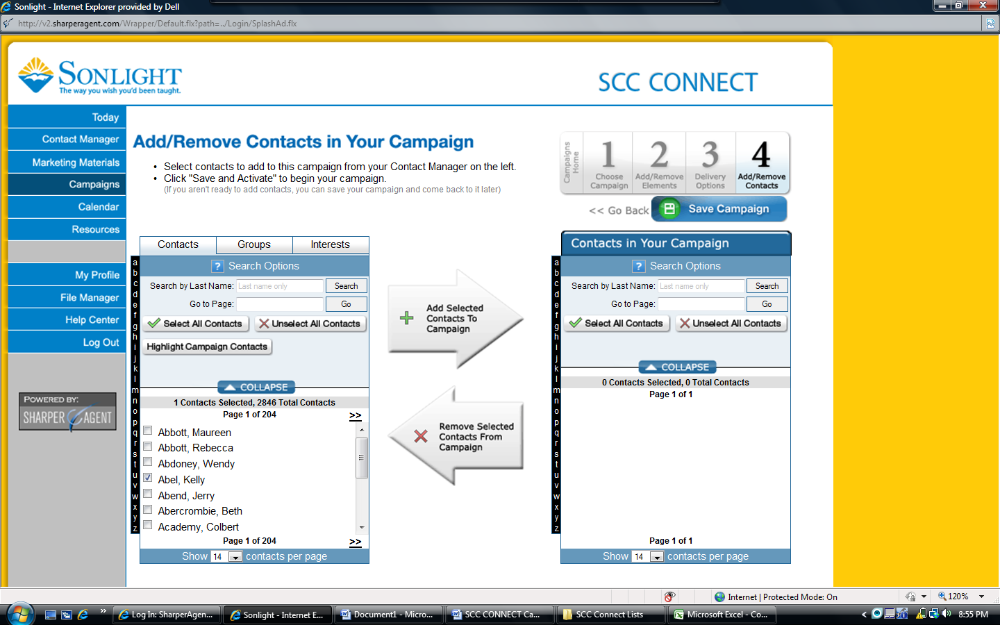 Sonlight - Internet Explorer provided by Dell
http://v2.sharperagent.com/Wrapper/Default.flx?path=../Login/SplashAd.flx
SONLIGHT
The way you wish you'd been taught.
SCC CONNECT
Today
Contact Manager
Marketing Materials
Campaigns
Calendar
Resources
My Profile
File Manager
Help Center
Log Out
POWERED BY:
SHARPER AGENT
Add/Remove Contacts in Your Campaign
• Select contacts to add to this campaign from your Contact Manager on the left.
• Click "Save and Activate" to begin your campaign.
(If you aren't ready to add contacts, you can save your campaign and come back to it later)
Campaigns Home
1 Choose Campaign
2 Add/Remove Elements
3 Delivery Options
4 Add/Remove Contacts
<< Go Back
Save Campaign
Contacts Groups Interests
a
b
c
d
e
f
g
h
i
j
k
l
m
n
o
p
q
r
s
t
u
v
w
x
y
z
? Search Options
Search by Last Name: Last name only Search
Go to Page: Go
Select All Contacts Unselect All Contacts
Highlight Campaign Contacts
COLLAPSE
1 Contacts Selected, 2846 Total Contacts
Page 1 of 204 >>
Abbott, Maureen
Abbott, Rebecca
Abdoney, Wendy
Abel, Kelly
Abend, Jerry
Abercrombie, Beth
Academy, Colbert
Page 1 of 204 >>
Show 14 contacts per page
Add Selected
Contacts To
Campaign
Remove Selected
Contacts From
Campaign
Contacts in Your Campaign
a
b
c
d
e
f
g
h
i
j
k
l
m
n
o
p
q
r
s
t
u
v
w
x
y
z
? Search Options
Search by Last Name: Last name only Search
Go to Page: Go
Select All Contacts Unselect All Contacts
COLLAPSE
0 Contacts Selected, 0 Total Contacts
Page 1 of 1
Page 1 of 1
Show 14 contacts per page
Internet | Protected Mode: On
120%
Log In: SharperAgen...
Sonlight - Internet E...
Document1 - Micro...
SCC CONNECT Ca...
SCC Connect Lists
Microsoft Excel - Co...
8:55 PM